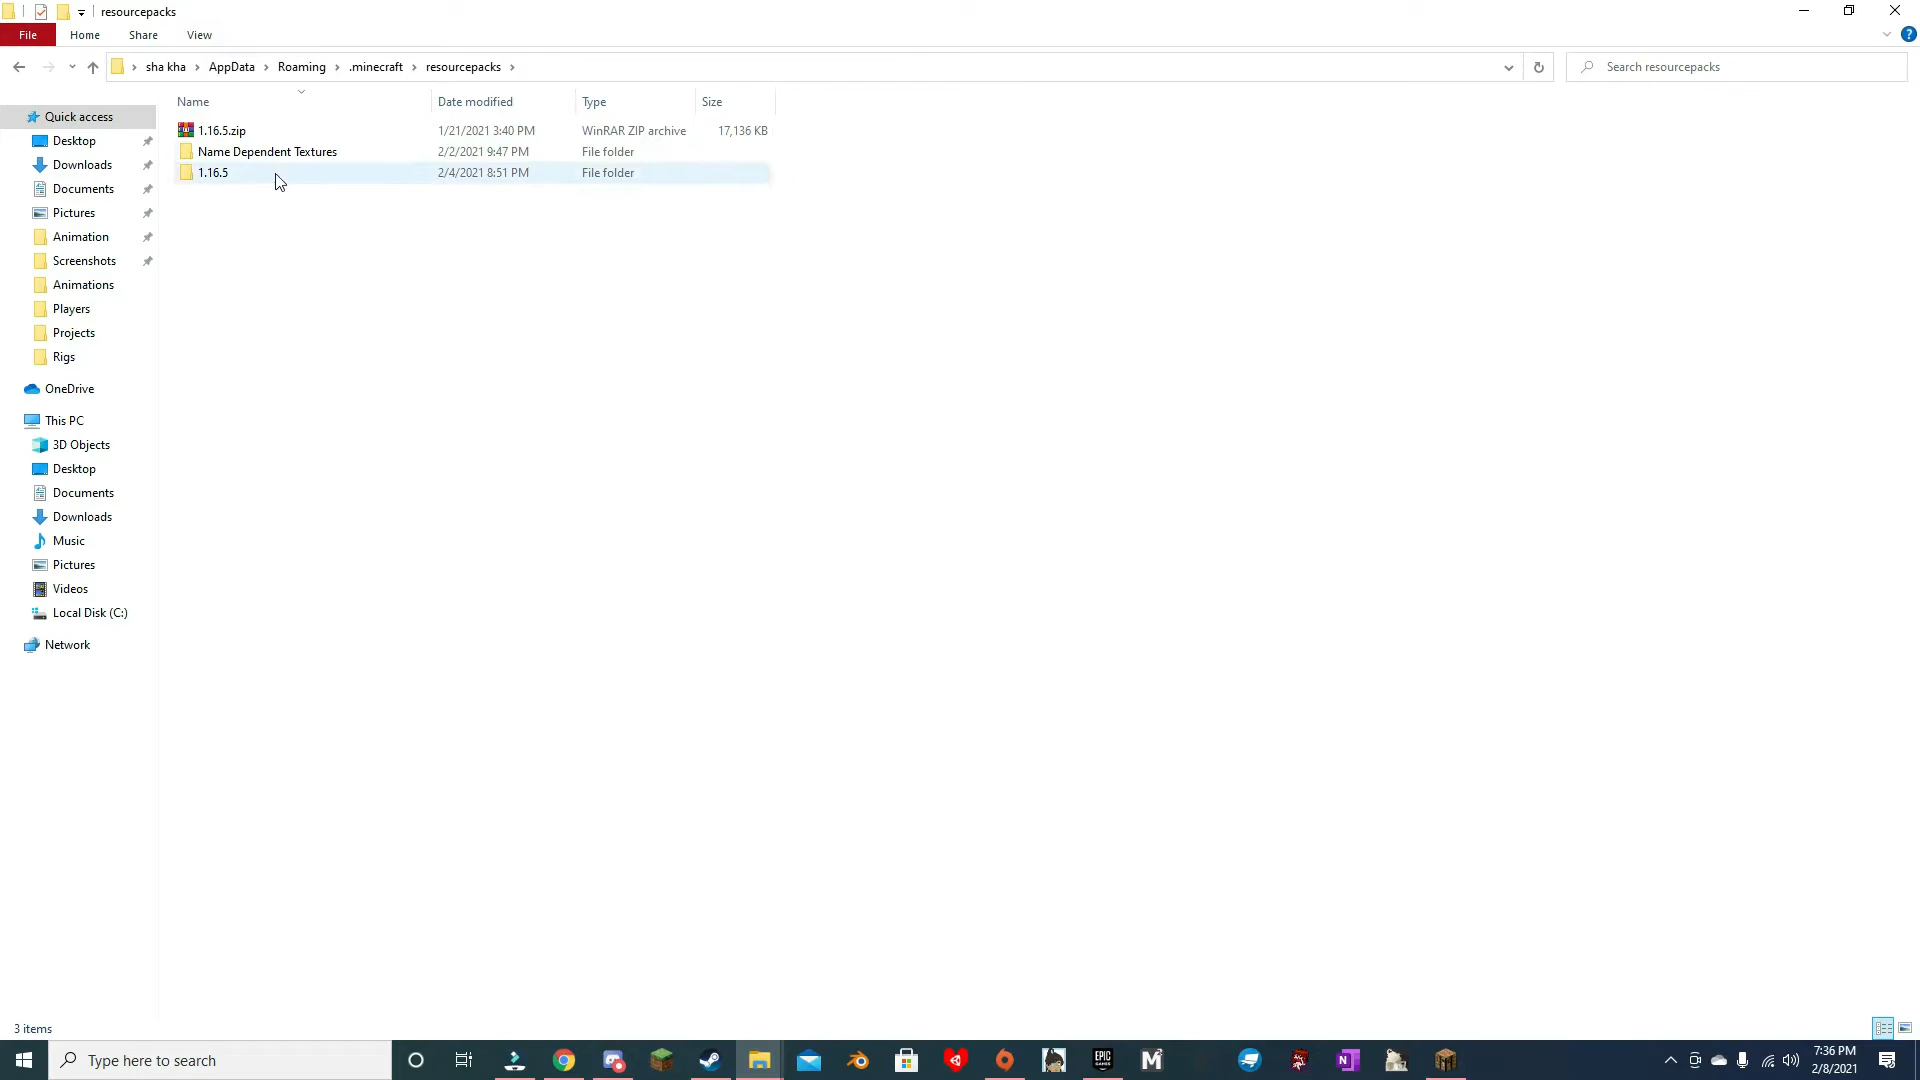 resourcepacks
File Home Share View
sha kha AppData Roaming .minecraft resourcepacks
Search resourcepacks
Name Date modified Type Size
1.16.5.zip 1/21/2021 3:40 PM WinRAR ZIP archive 17,136 KB
Name Dependent Textures 2/2/2021 9:47 PM File folder
1.16.5 2/4/2021 8:51 PM File folder
Quick access
Desktop
Downloads
Documents
Pictures
Animation
Screenshots
Animations
Players
Projects
Rigs
OneDrive
This PC
3D Objects
Desktop
Documents
Downloads
Music
Pictures
Videos
Local Disk (C:)
Network
3 items
Type here to search
EPIC
GAMES
M
N
7:36 PM
2/8/2021